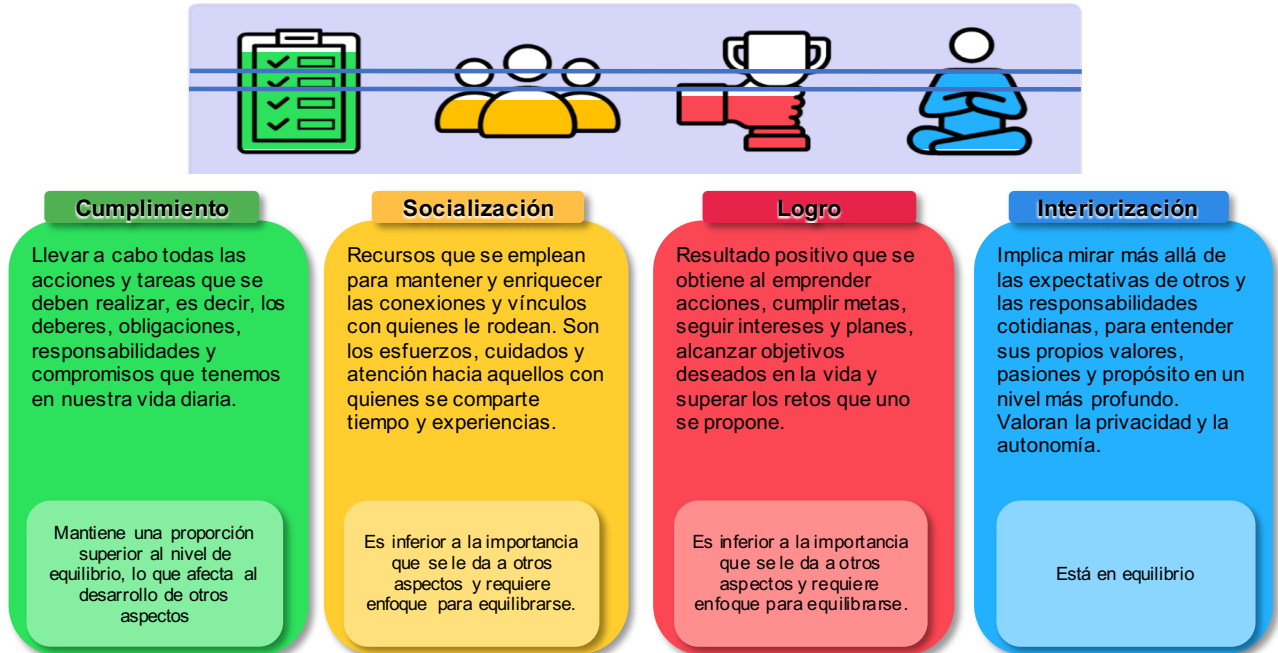 Cumplimiento
Llevar a cabo todas las
acciones y tareas que se
deben realizar, es decir, los
deberes, obligaciones,
responsabilidades y
compromisos que tenemos
en nuestra vida diaria.
Mantiene una proporción
superior al nivel de
equilibrio, lo que afecta al
desarrollo de otros
aspectos
Socialización
Recursos que se emplean
para mantener y enriquecer
las conexiones y vínculos
con quienes le rodean. Son
los esfuerzos, cuidados y
atención hacia aquellos con
quienes se comparte
tiempo y experiencias.
Es inferior a la importancia
que se le da a otros
aspectos y requiere
enfoque para equilibrarse.
Logro
Resultado positivo que se
obtiene al emprender
acciones, cumplir metas,
seguir intereses y planes,
alcanzar objetivos
deseados en la vida y
superar los retos que uno
se propone.
Es inferior a la importancia
que se le da a otros
aspectos y requiere
enfoque para equilibrarse.
Interiorización
Implica mirar más allá de
las expectativas de otros y
las responsabilidades
cotidianas, para entender
sus propios valores,
pasiones y propósito en un
nivel más profundo.
Valoran la privacidad y la
autonomía.
Está en equilibrio